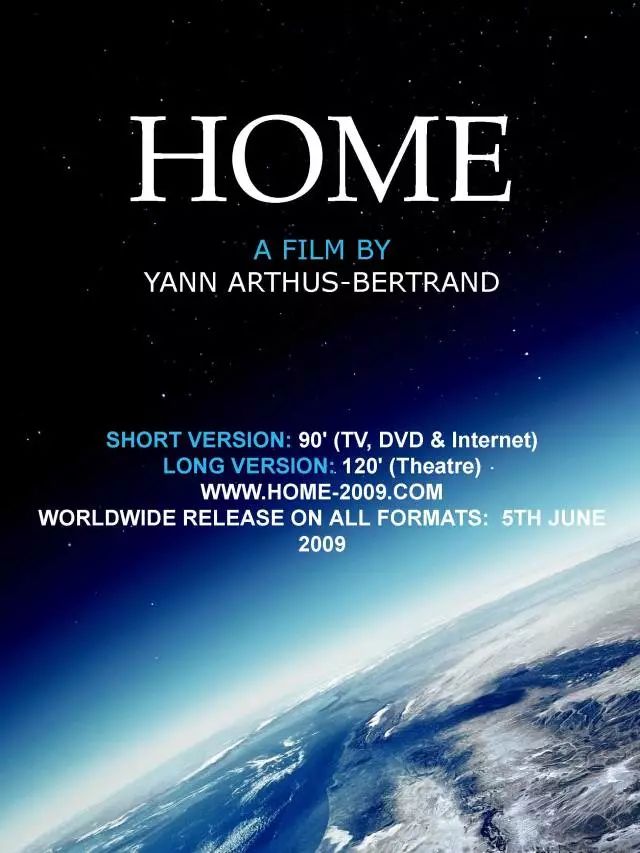 HOME
A FILM BY
YANN ARTHUS-BERTRAND
SHORT VERSION: 90' (TV, DVD & Internet)
LONG VERSION: 120' (Theatre)
WWW.HOME-2009.COM
WORLDWIDE RELEASE ON ALL FORMATS: 5TH JUNE
2009